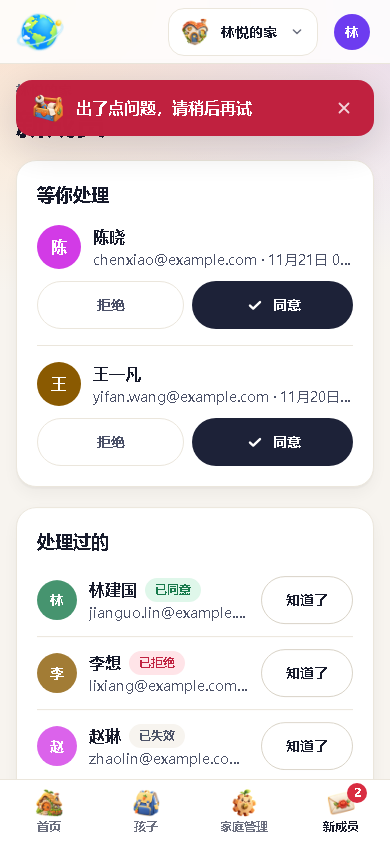 林悦的家
林
出了点问题，请稍后再试
等你处理
陈
陈晓
chenxiao@example.com · 11月21日 0...
拒绝
同意
王
王一凡
yifan.wang@example.com · 11月20日...
拒绝
同意
处理过的
林
林建国 已同意
jianguo.lin@example....
知道了
李
李想 已拒绝
lixiang@example.com...
知道了
赵
赵琳 已失效
zhaolin@example.co...
知道了
2
首页
孩子
家庭管理
新成员